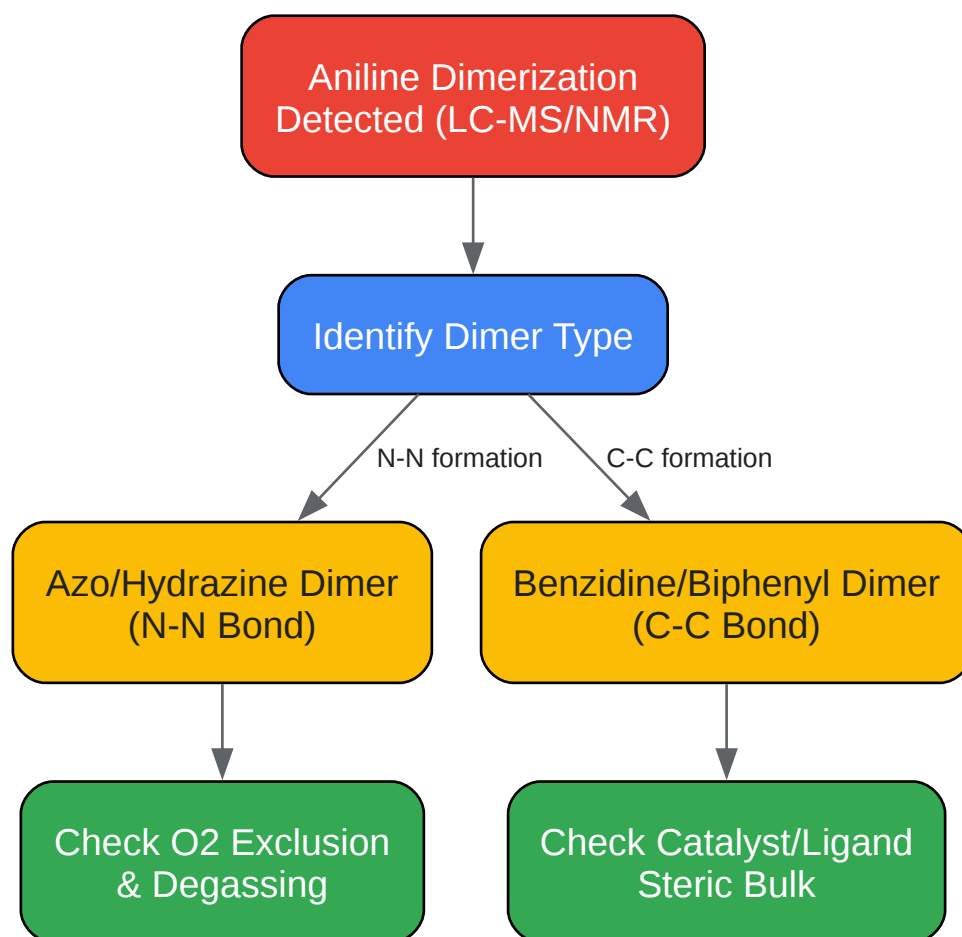 Aniline Dimerization
Detected (LC-MS/NMR)
Identify Dimer Type
N-N formation
C-C formation
Azo/Hydrazine Dimer
(N-N Bond)
Benzidine/Biphenyl Dimer
(C-C Bond)
Check O2 Exclusion
& Degassing
Check Catalyst/Ligand
Steric Bulk